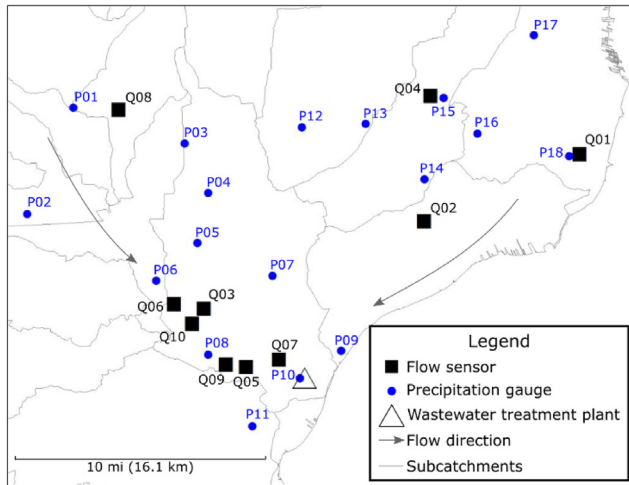 P17
P01
Q08
Q04
P15
P12
P13
P16
P03
Q01
P18
P14
P04
P02
Q02
P05
P06
P07
Q03
Q06
Q10
P08
Q07
P09
Q09
Q05
P10
P11
10 mi (16.1 km)
Legend
Flow sensor
Precipitation gauge
Wastewater treatment plant
Flow direction
Subcatchments